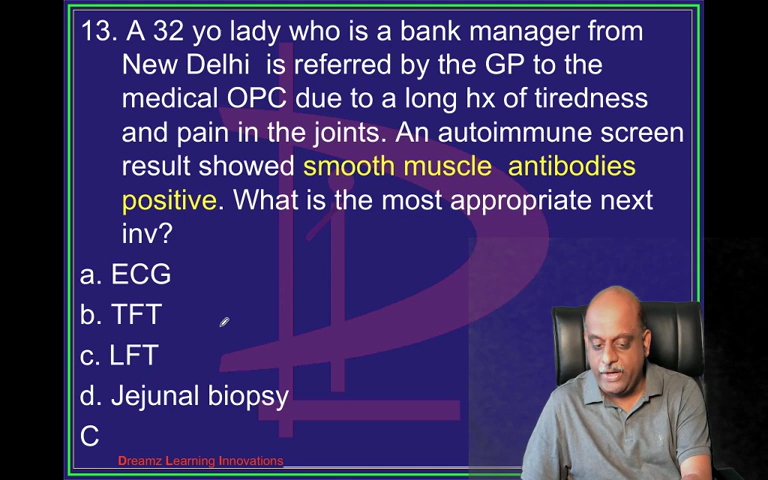 13. A 32 yo lady who is a bank manager from
New Delhi is referred by the GP to the
medical OPC due to a long hx of tiredness
and pain in the joints. An autoimmune screen
result showed smooth muscle antibodies
positive. What is the most appropriate next
inv?
a. ECG
b. TFT
c. LFT
d. Jejunal biopsy
C
Dreamz Learning Innovations